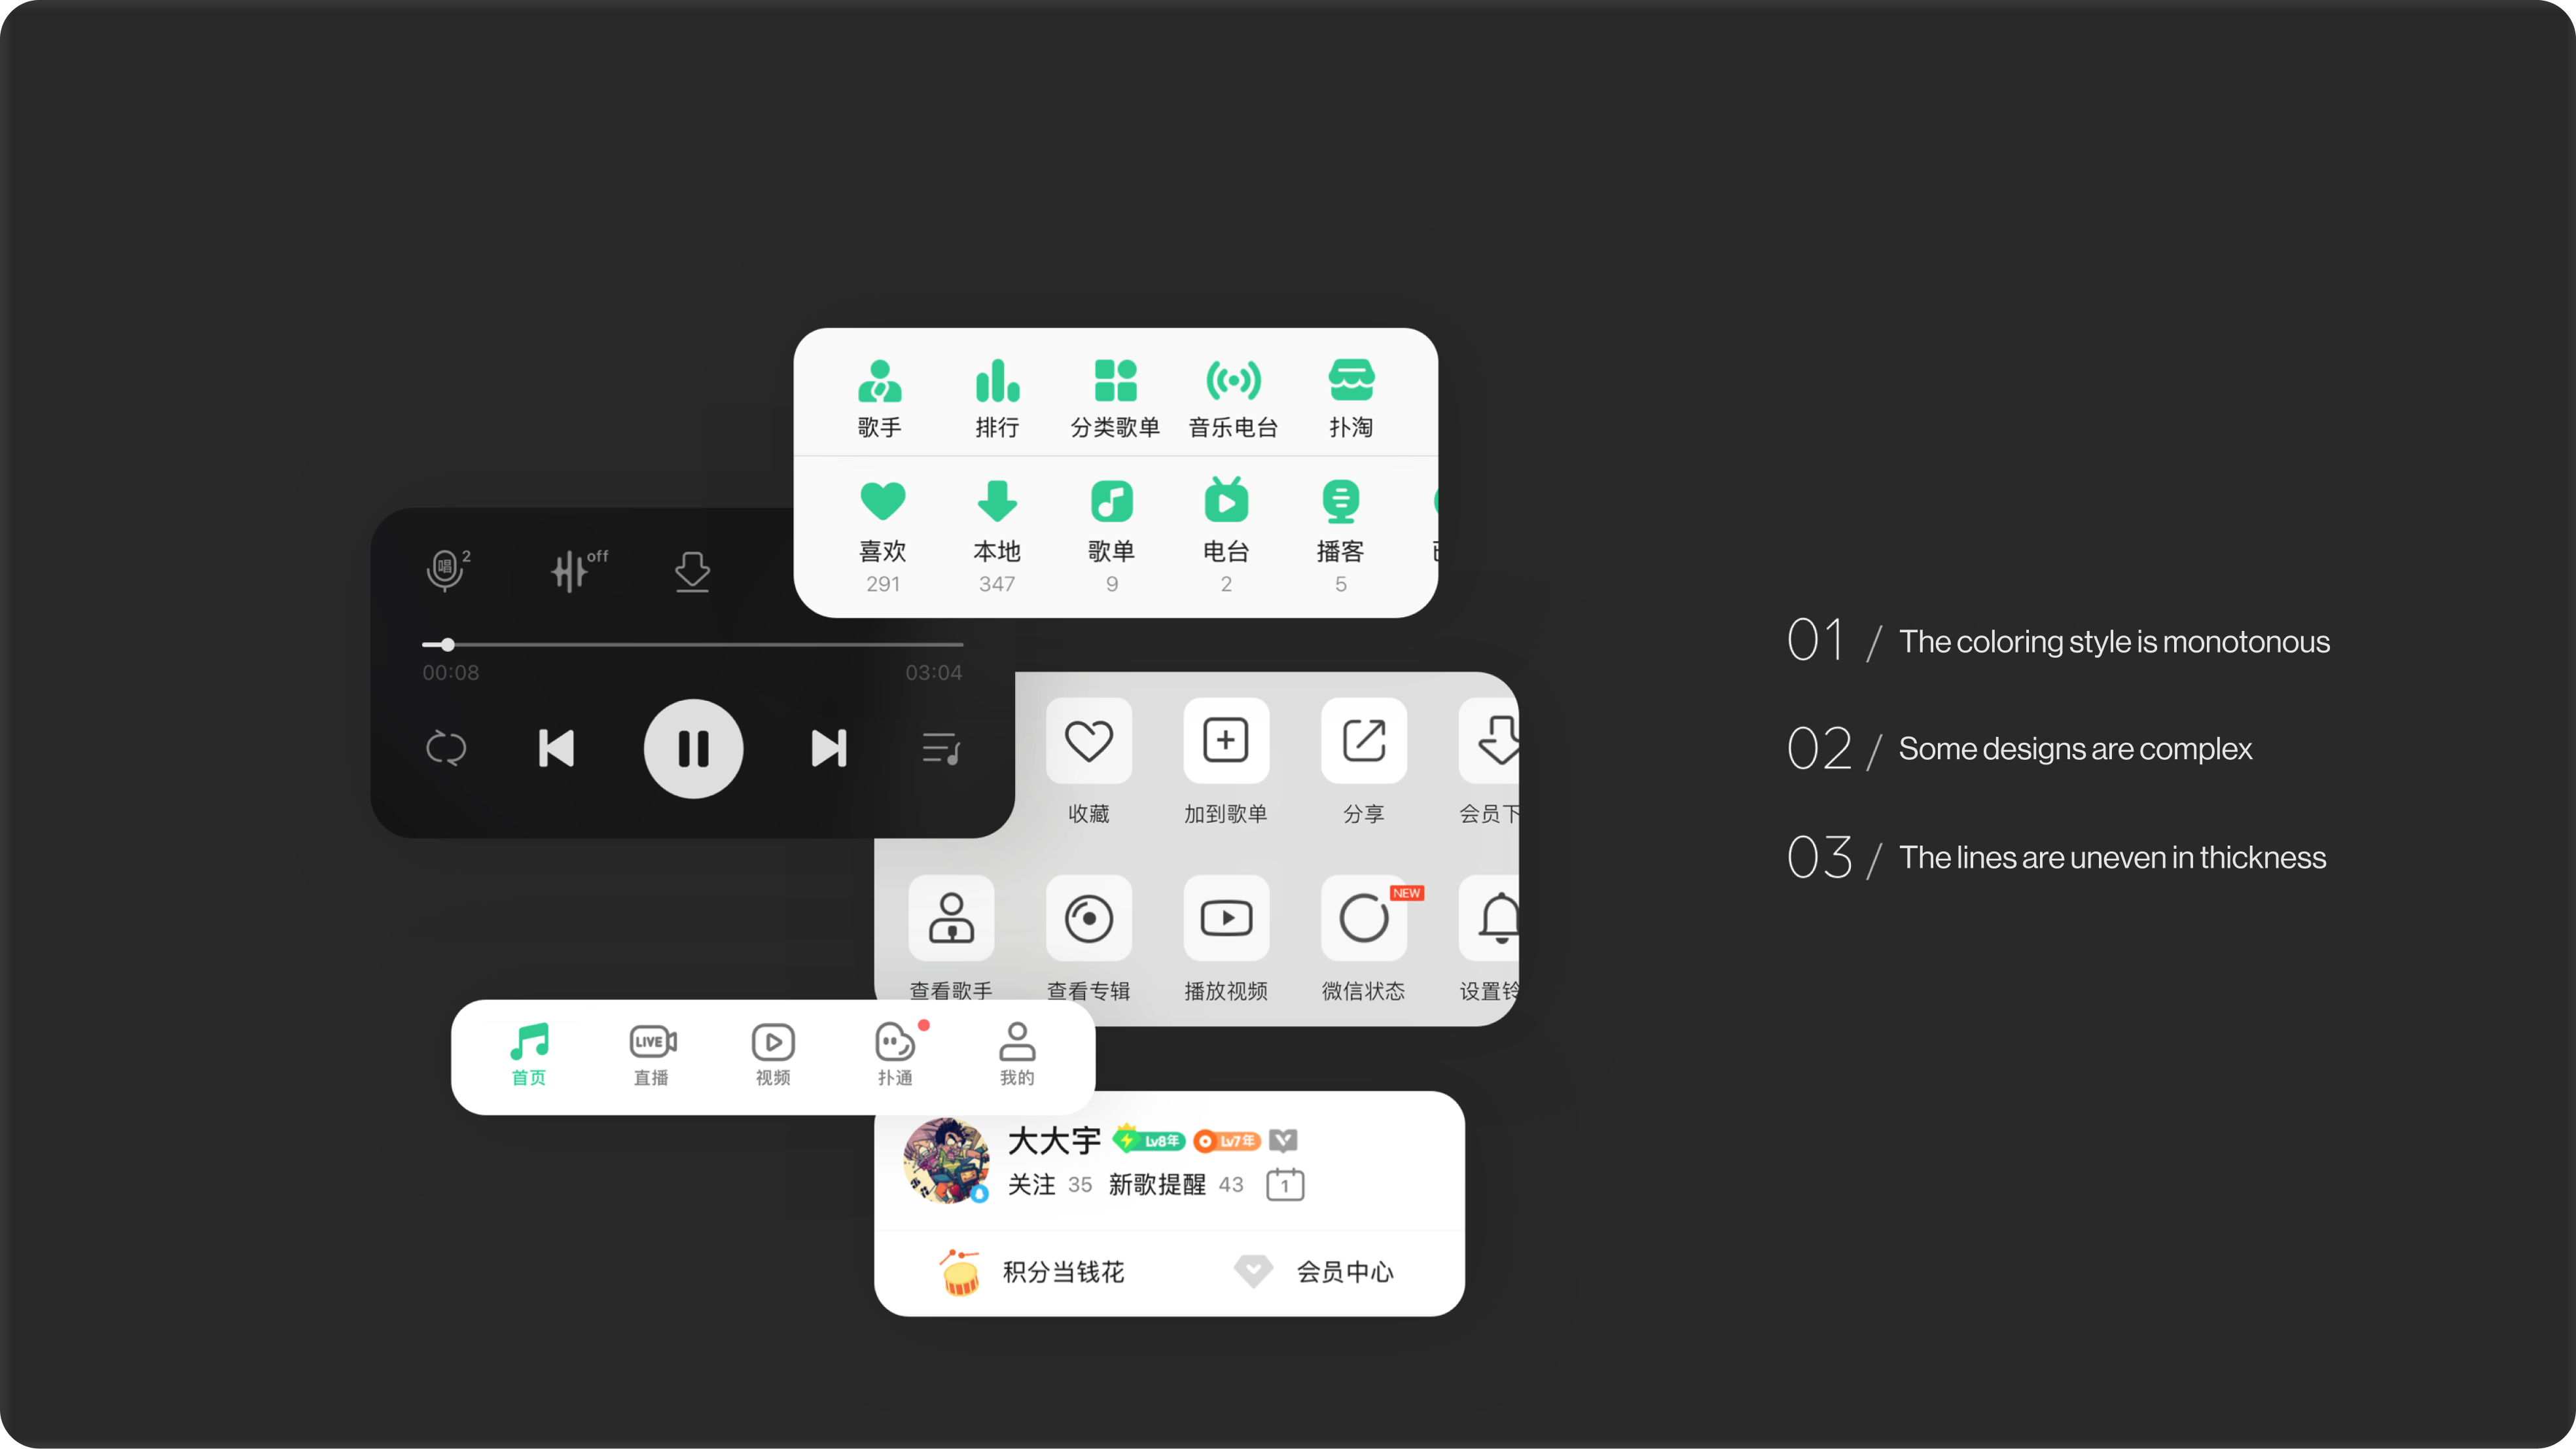 歌手 排行 分类歌单 音乐电台 扑淘
喜欢 本地 歌单 电台 播客
291 347 9 2 5
唱 2 off
00:08 03:04
收藏 加到歌单 分享 会员下
NEW
查看歌手 查看专辑 播放视频 微信状态 设置铃
LIVE
首页 直播 视频 扑通 我的
大大宇 Lv8年 Lv7年
关注 35 新歌提醒 43 1
积分当钱花 会员中心
01 / The coloring style is monotonous
02 / Some designs are complex
03 / The lines are uneven in thickness